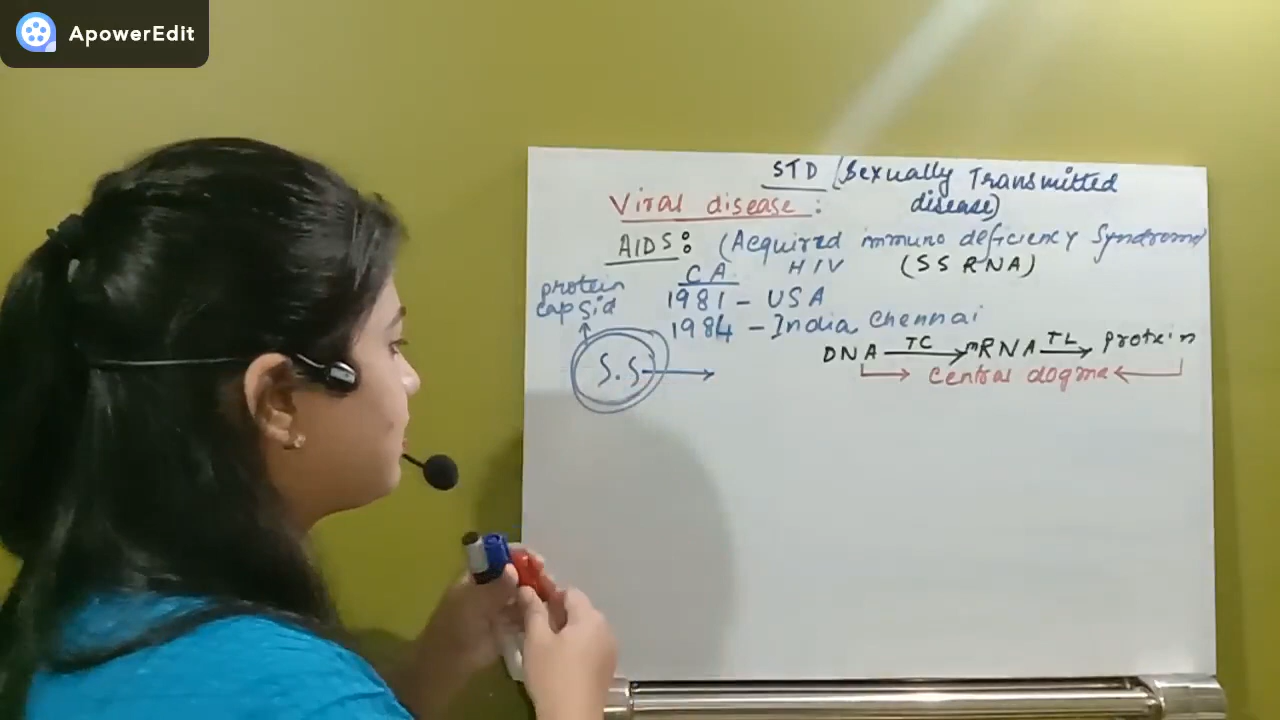 ApowerEdit
STD (Sexually Transmitted
disease)
Viral disease :
AIDS: (Acquired immuno deficiency Syndrome)
CA HIV (SS RNA)
protein
capsid
1981 - USA
1984 - India Chennai
DNA TC mRNA TL protein
S.S
Central dogma